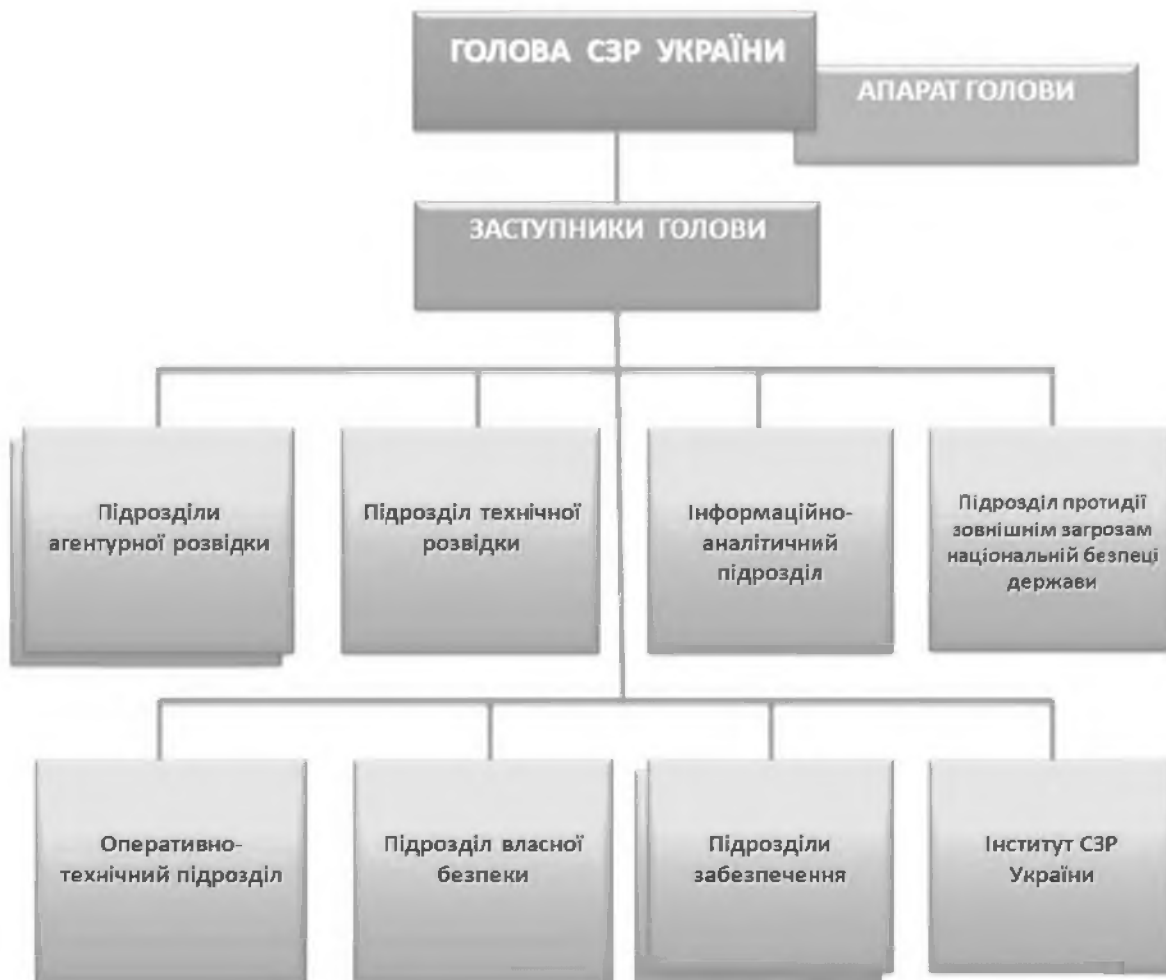 ГОЛОВА СЗР УКРАЇНИ
АПАРАТ ГОЛОВИ
ЗАСТУПНИКИ ГОЛОВИ
Підрозділи
агентурної розвідки
Підрозділ технічної
розвідки
Інформаційно-
аналітичний
підрозділ
Підрозділ протидії
зовнішнім загрозам
національній безпеці
держави
Оперативно-
технічний підрозділ
Підрозділ власної
безпеки
Підрозділи
забезпечення
Інститут СЗР
України